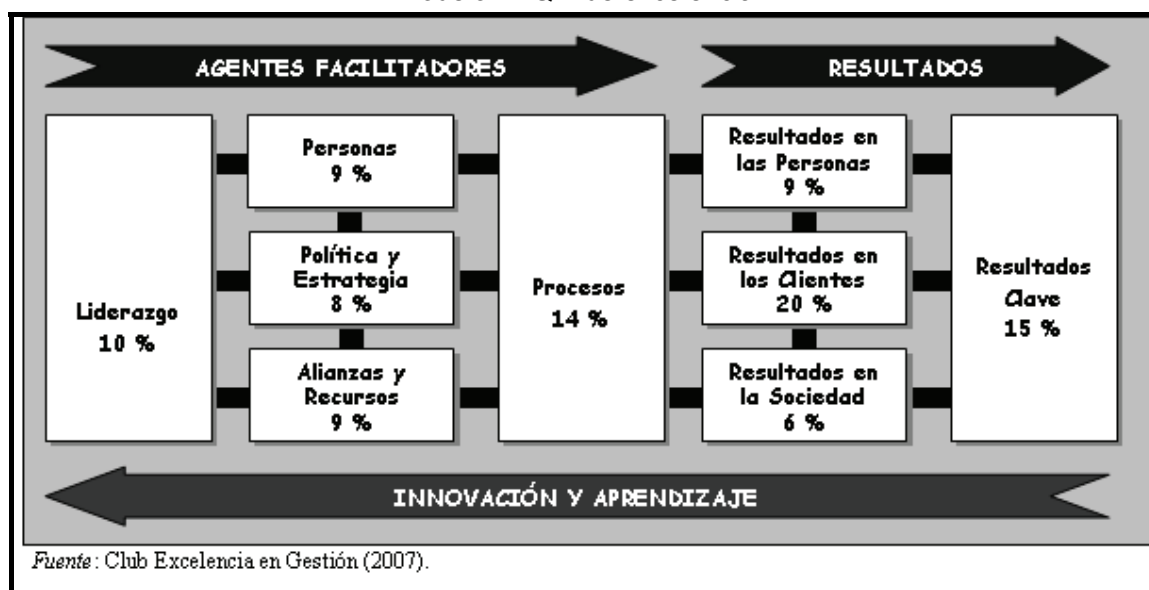 AGENTES FACILITADORES
RESULTADOS
Liderazgo
10 %
Personas
9 %
Política y
Estrategia
8 %
Alianzas y
Recursos
9 %
Procesos
14 %
Resultados en
las Personas
9 %
Resultados en
los Clientes
20 %
Resultados en
la Sociedad
6 %
Resultados
Clave
15 %
INNOVACIÓN Y APRENDIZAJE
Fuente: Club Excelencia en Gestión (2007).